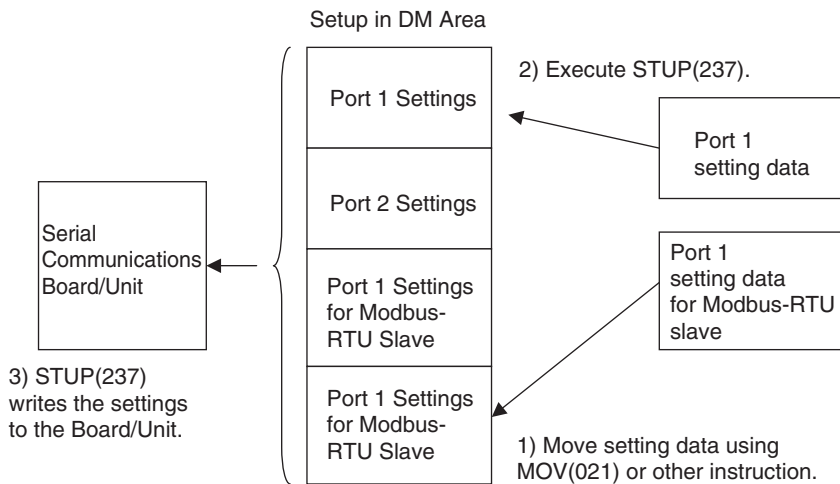 Setup in DM Area
Port 1 Settings
Port 2 Settings
Port 1 Settings
for Modbus-
RTU Slave
Port 1 Settings
for Modbus-
RTU Slave
2) Execute STUP(237).
Port 1
setting data
Port 1
setting data
for Modbus-RTU
slave
1) Move setting data using
MOV(021) or other instruction.
Serial
Communications
Board/Unit
3) STUP(237)
writes the settings
to the Board/Unit.